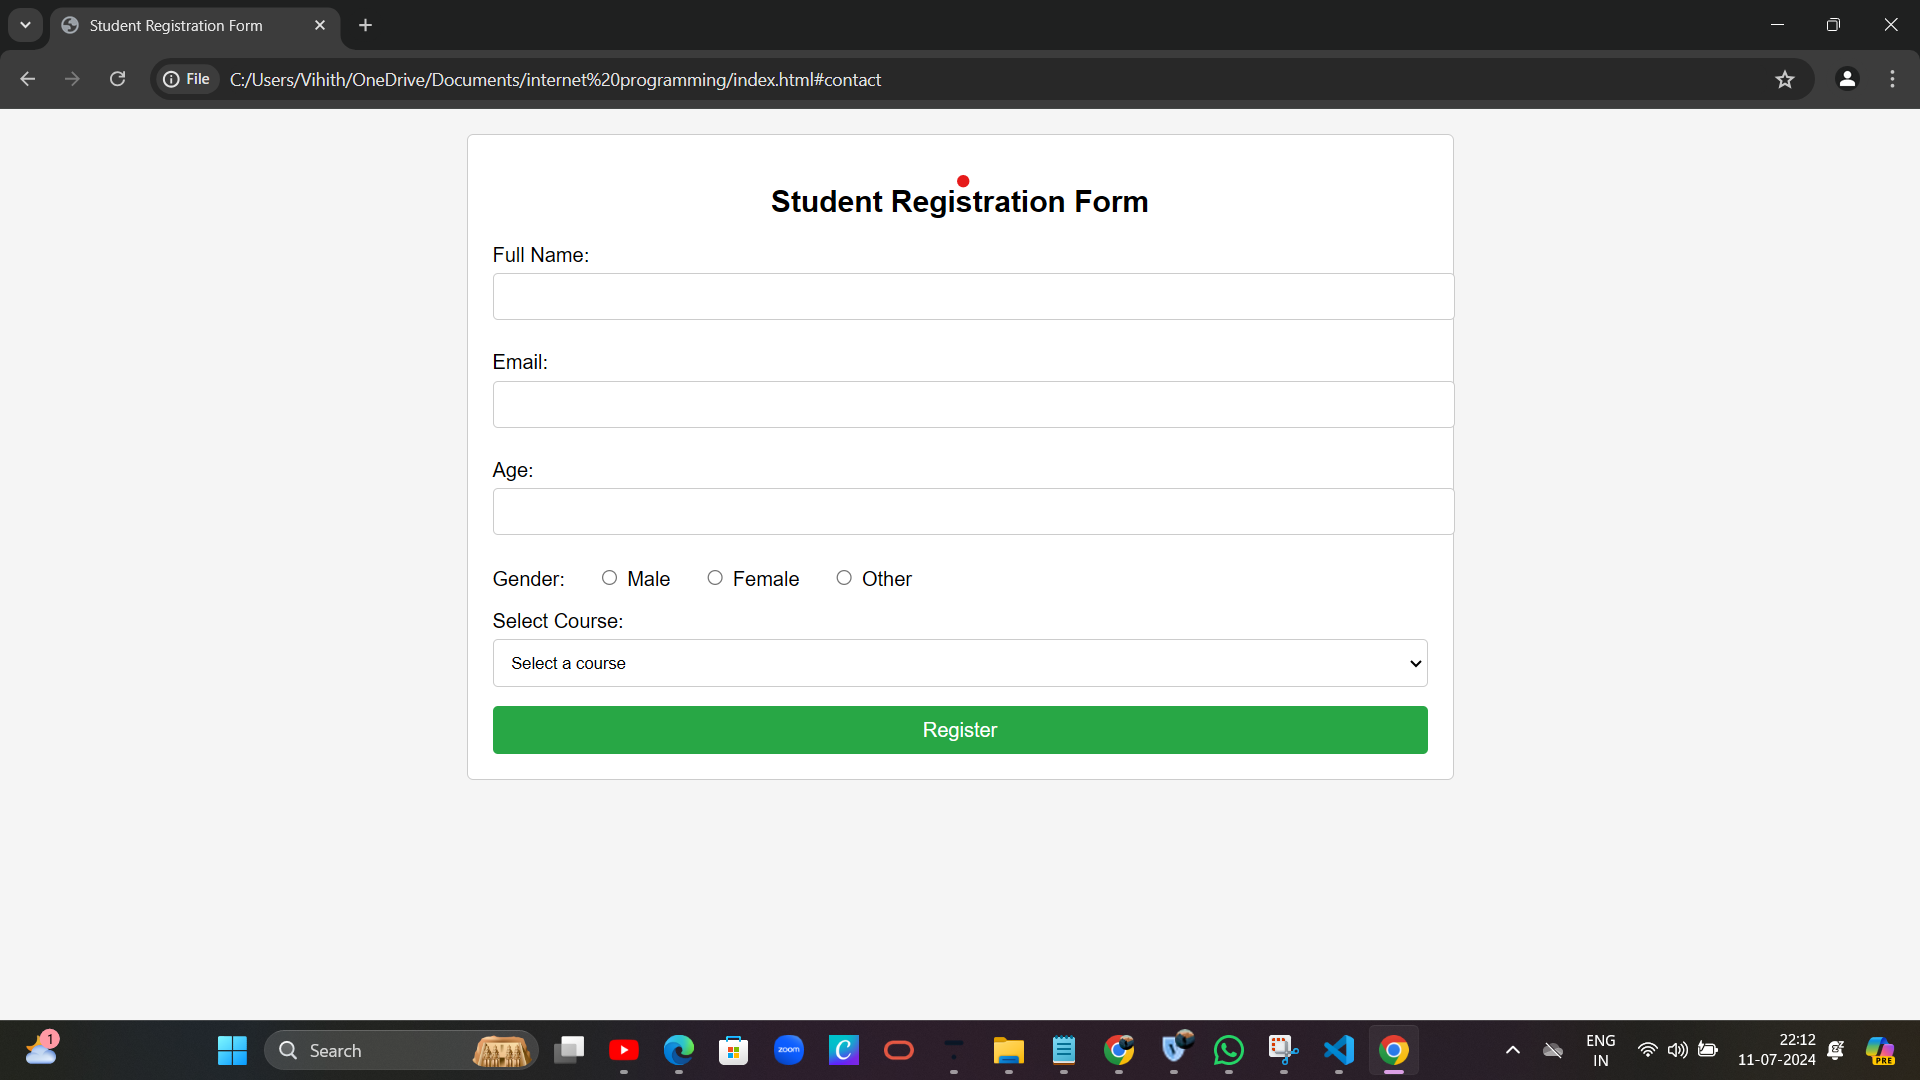 Student Registration Form
File
C:/Users/Vihith/OneDrive/Documents/internet%20programming/index.html#contact
Student Registration Form
Full Name:
Email:
Age:
Gender: Male Female Other
Select Course:
Select a course
Register
1
Search
zoom
C
ENG
IN
22:12
11-07-2024
PRE